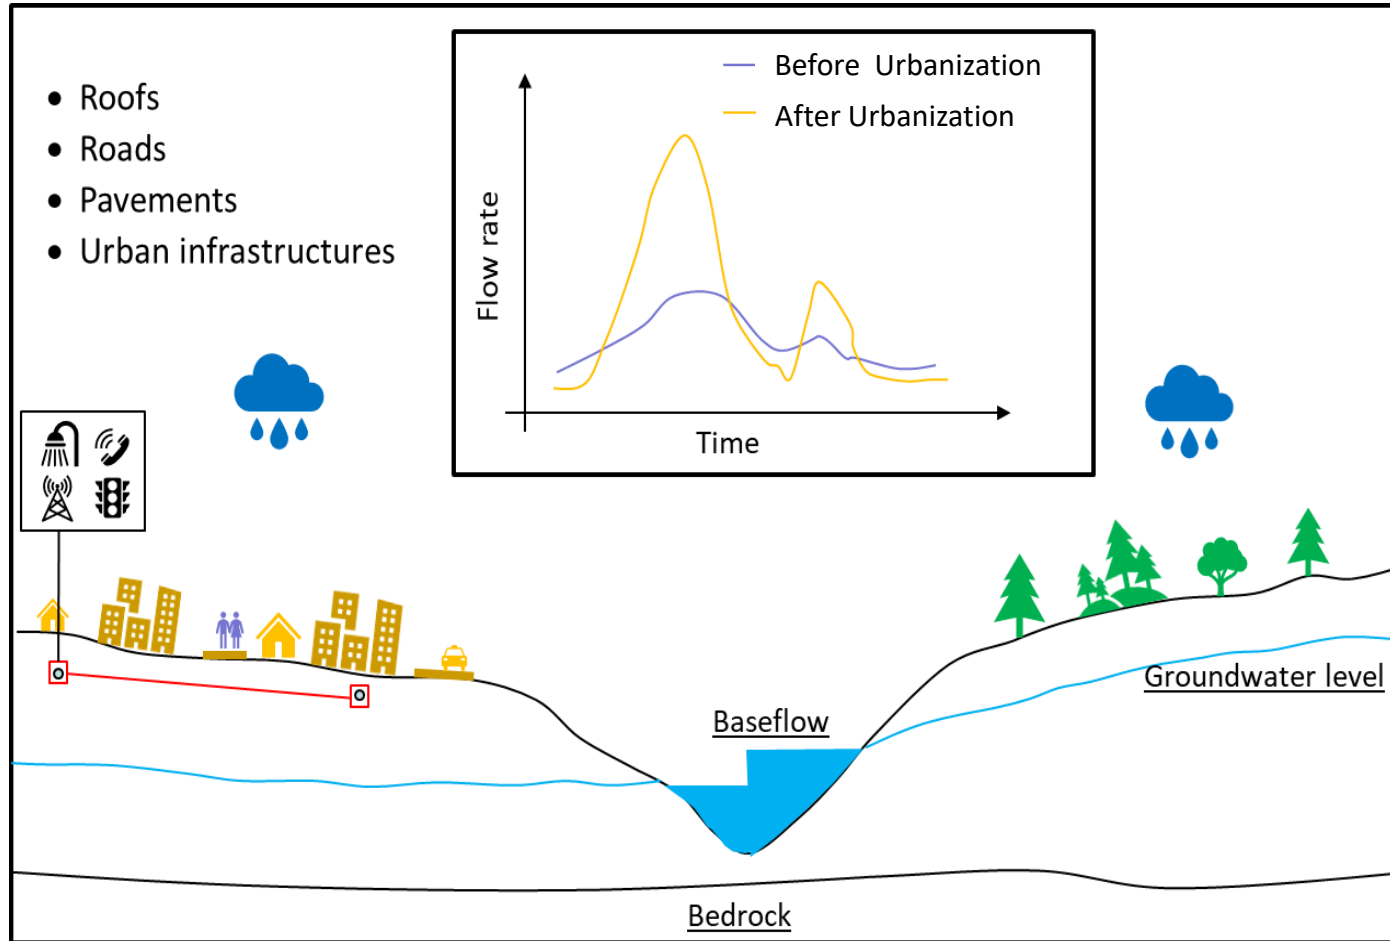 • Roofs
• Roads
• Pavements
• Urban infrastructures
Before Urbanization
After Urbanization
Flow rate
Time
Groundwater level
Baseflow
Bedrock